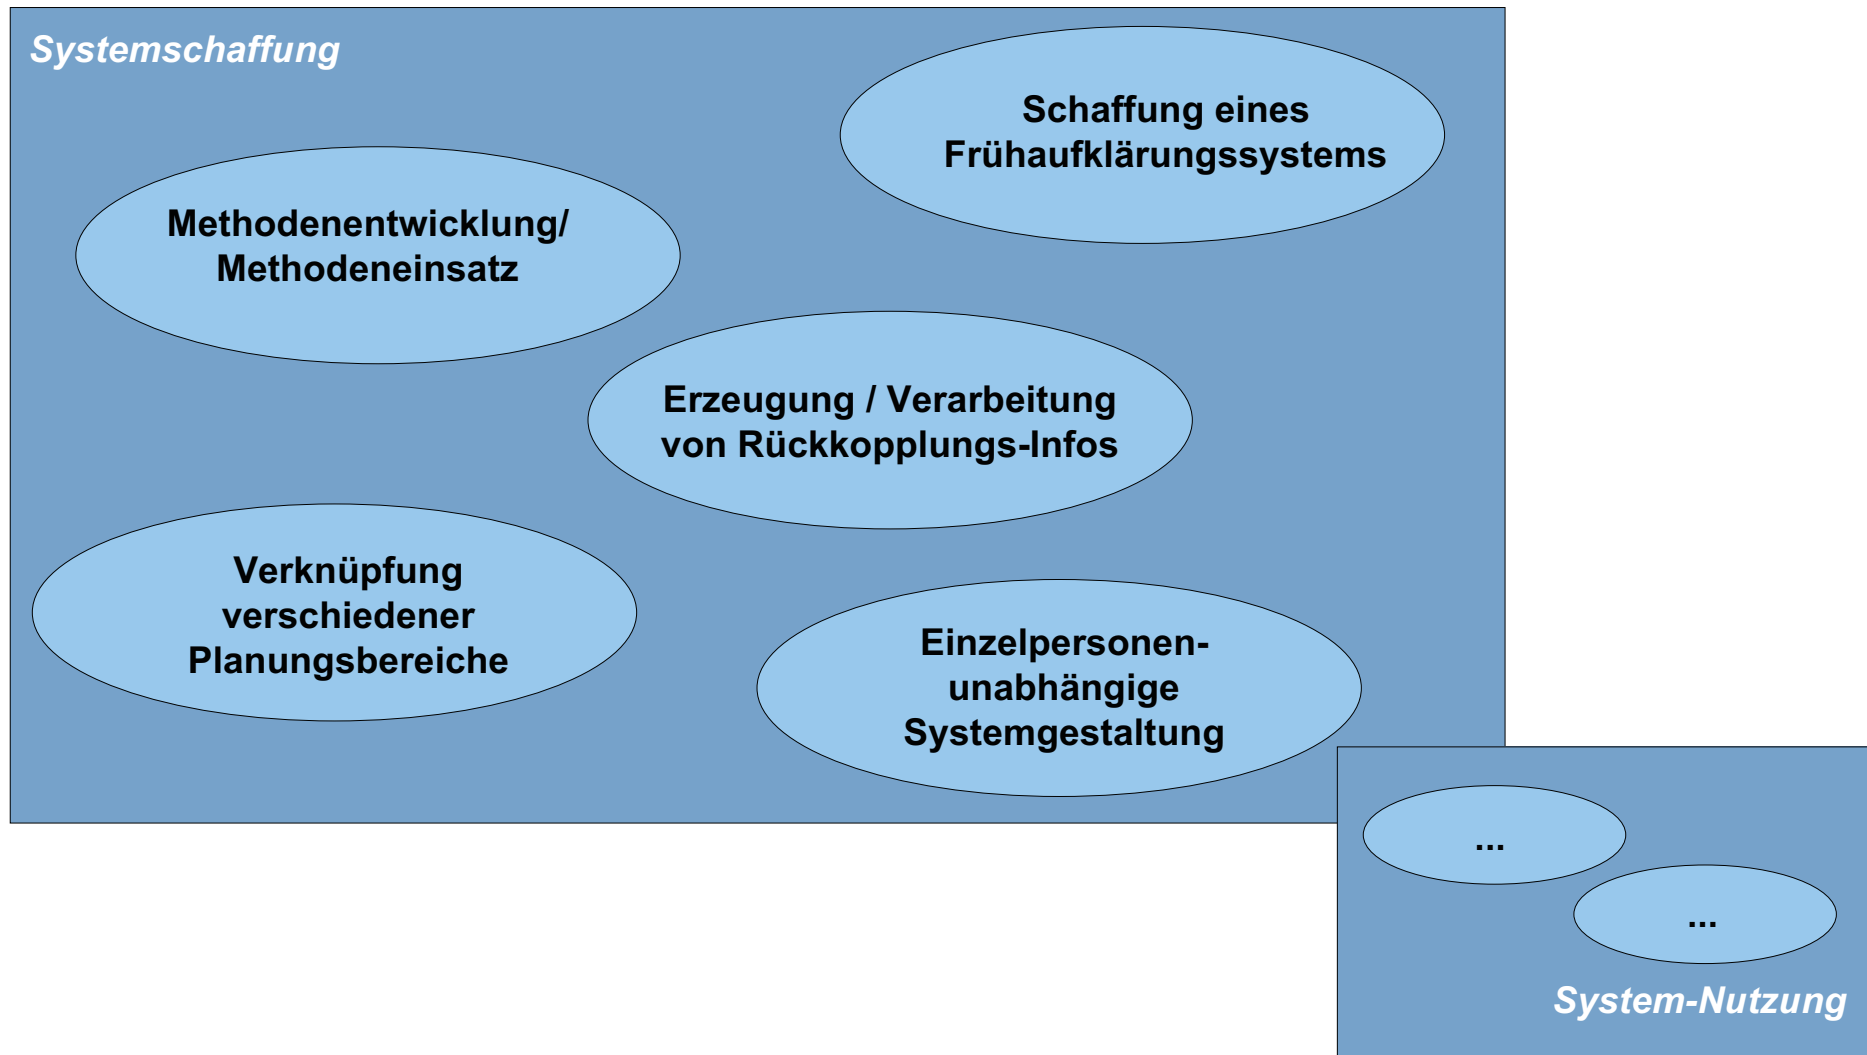 Systemschaffung
Schaffung eines
Frühaufklärungssystems
Methodenentwicklung/
Methodeneinsatz
Erzeugung / Verarbeitung
von Rückkopplungs-Infos
Verknüpfung
verschiedener
Planungsbereiche
Einzelpersonen-
unabhängige
Systemgestaltung
...
...
System-Nutzung